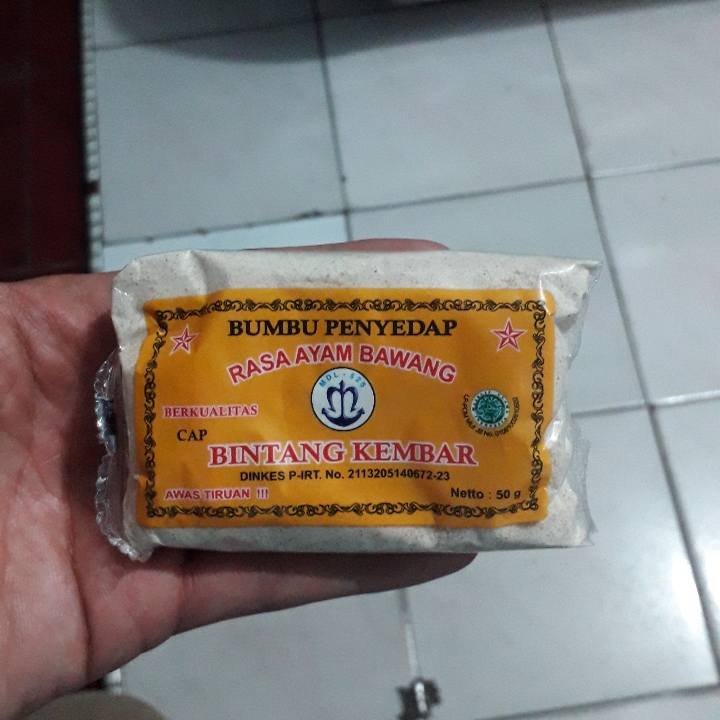 BUMBU PENYEDAP
RASA AYAM BAWANG
MDL - 525
BERKUALITAS
CAP
BINTANG KEMBAR
DINKES P-IRT. No. 2113205140672-23
AWAS TIRUAN !!!
Netto : 50 g